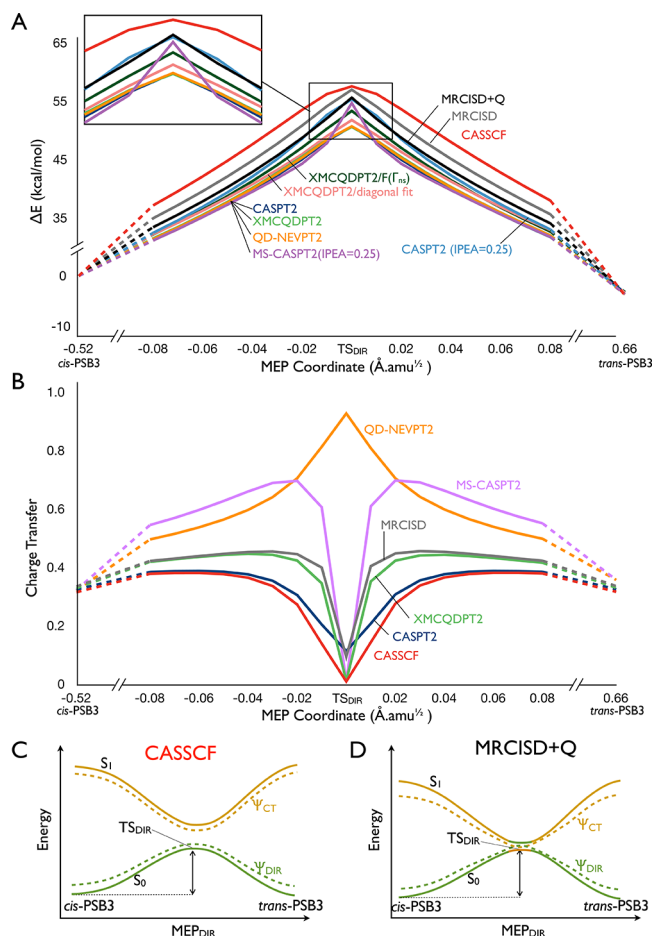 A
65
55
45
35
0
-10
ΔE (kcal/mol)
MRCISD+Q
MRCISD
CASSCF
XMCQDPT2/F(Γns)
XMCQDPT2/diagonal fit
CASPT2
XMCQDPT2
QD-NEVPT2
MS-CASPT2(IPEA=0.25)
CASPT2 (IPEA=0.25)
-0.52 -0.08 -0.06 -0.04 -0.02 TSDIR 0.02 0.04 0.06 0.08 0.66
cis-PSB3 MEP Coordinate (Å.amu½ ) trans-PSB3
B
1.0
0.8
0.6
0.4
0.2
0
Charge Transfer
QD-NEVPT2
MS-CASPT2
MRCISD
XMCQDPT2
CASPT2
CASSCF
-0.52 -0.08 -0.06 -0.04 -0.02 TSDIR 0.02 0.04 0.06 0.08 0.66
cis-PSB3 MEP Coordinate (Å.amu½ ) trans-PSB3
C
CASSCF
Energy
S1
ΨCT
TSDIR
ΨDIR
S0
cis-PSB3 trans-PSB3
MEPDIR
D
MRCISD+Q
Energy
S1
ΨCT
TSDIR
ΨDIR
S0
cis-PSB3 trans-PSB3
MEPDIR